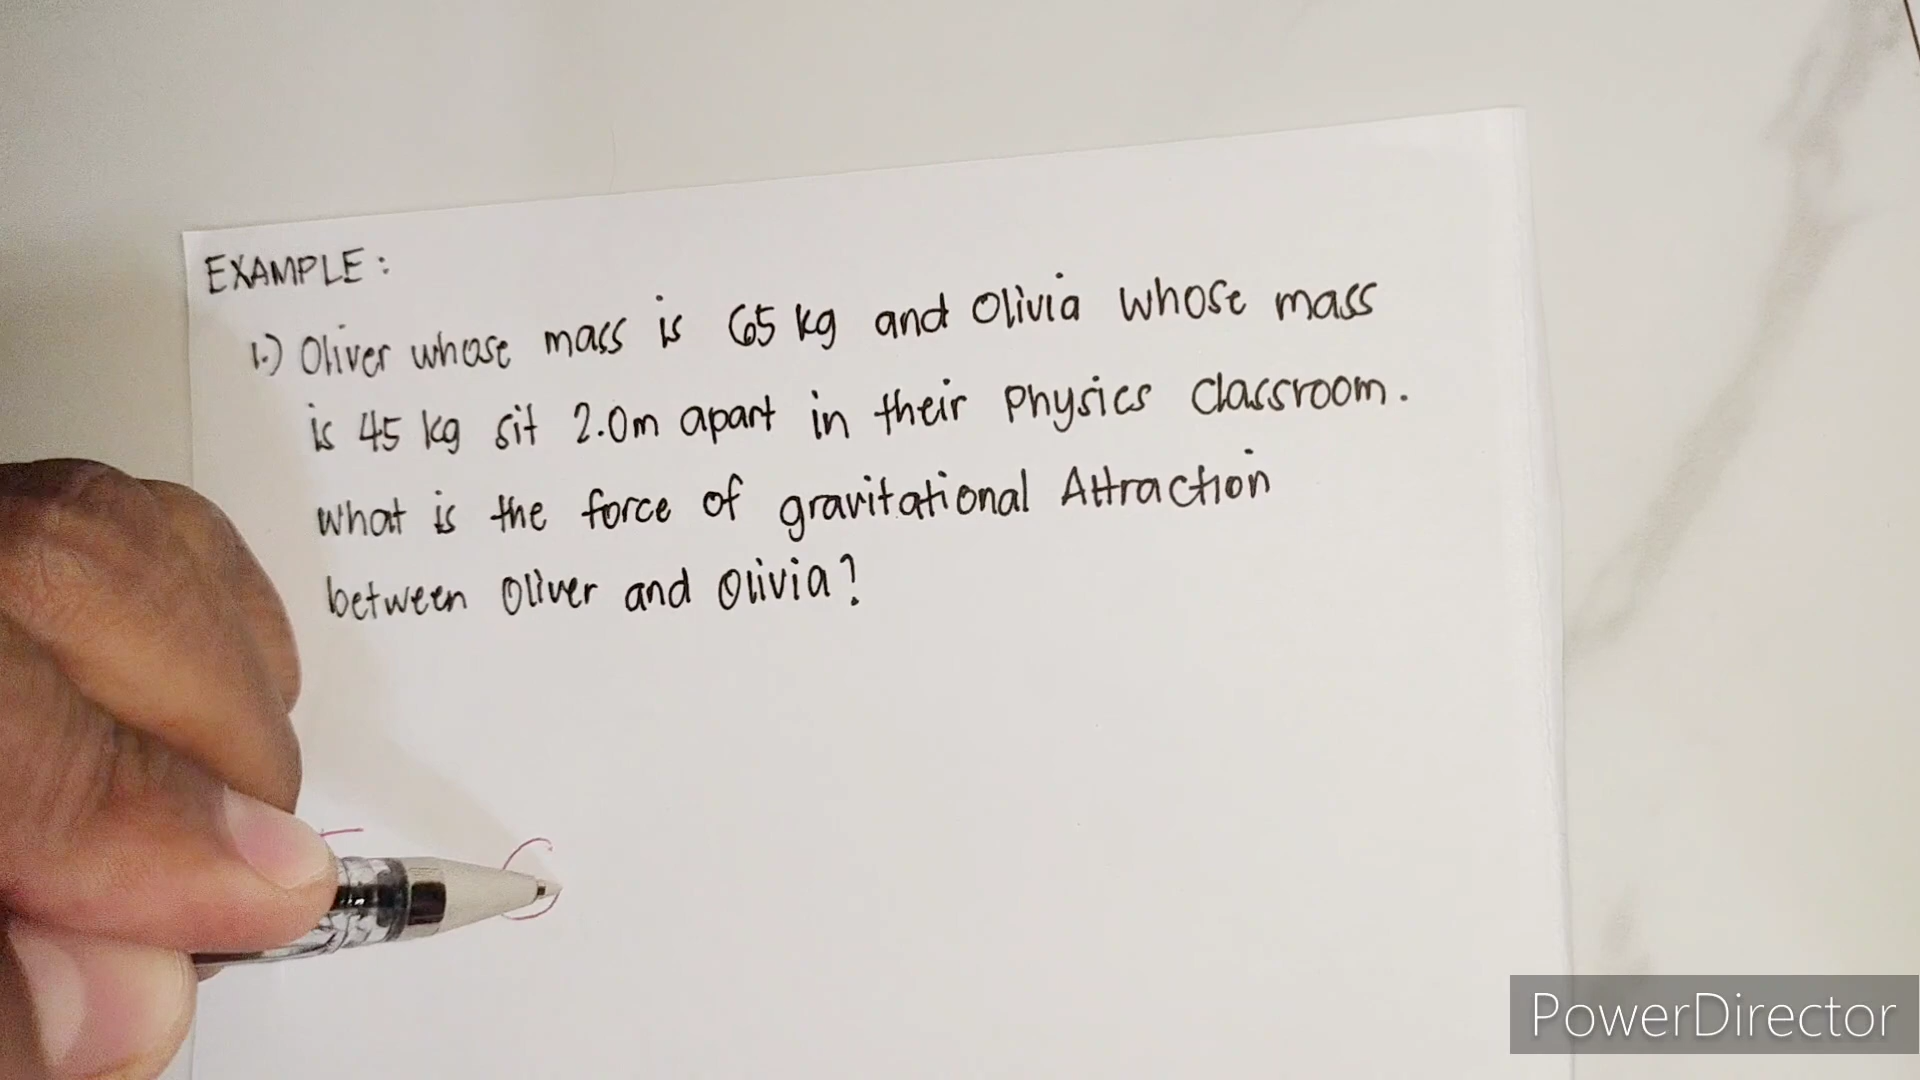 EXAMPLE:
1.) Oliver whose mass is 65 kg and Olivia whose mass
is 45 kg sit 2.0m apart in their Physics classroom.
What is the force of gravitational Attraction
between Oliver and Olivia?
PowerDirector